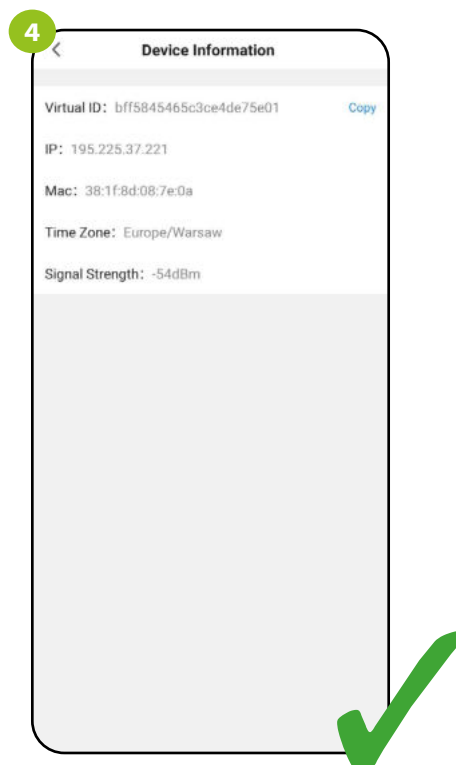 4
Device Information
Virtual ID: bff5845465c3ce4de75e01 Copy
IP: 195.225.37.221
Mac: 38:1f:8d:08:7e:0a
Time Zone: Europe/Warsaw
Signal Strength: -54dBm